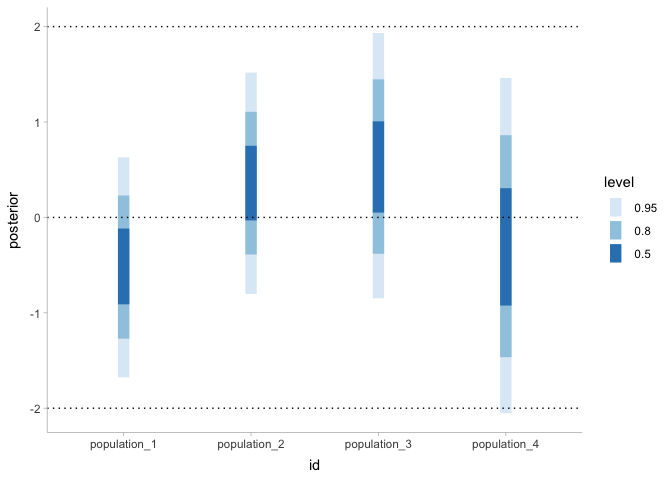 posterior
2
1
0
-1
-2
population_1
population_2
population_3
population_4
id
level
0.95
0.8
0.5